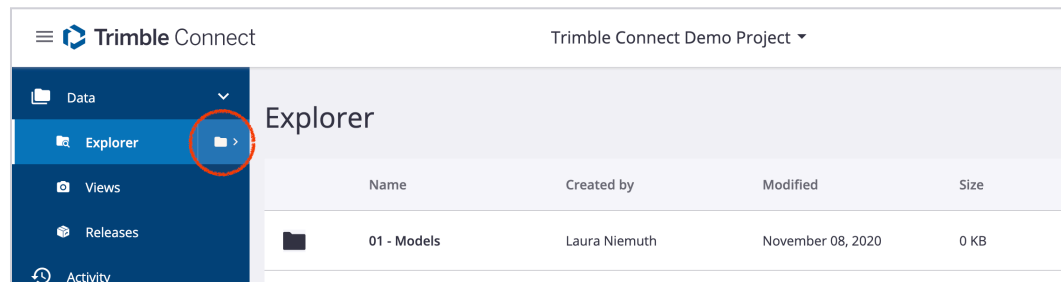 Trimble Connect
Trimble Connect Demo Project
Data
Explorer
Views
Releases
Activity
Explorer
Name Created by Modified Size
01 - Models Laura Niemuth November 08, 2020 0 KB